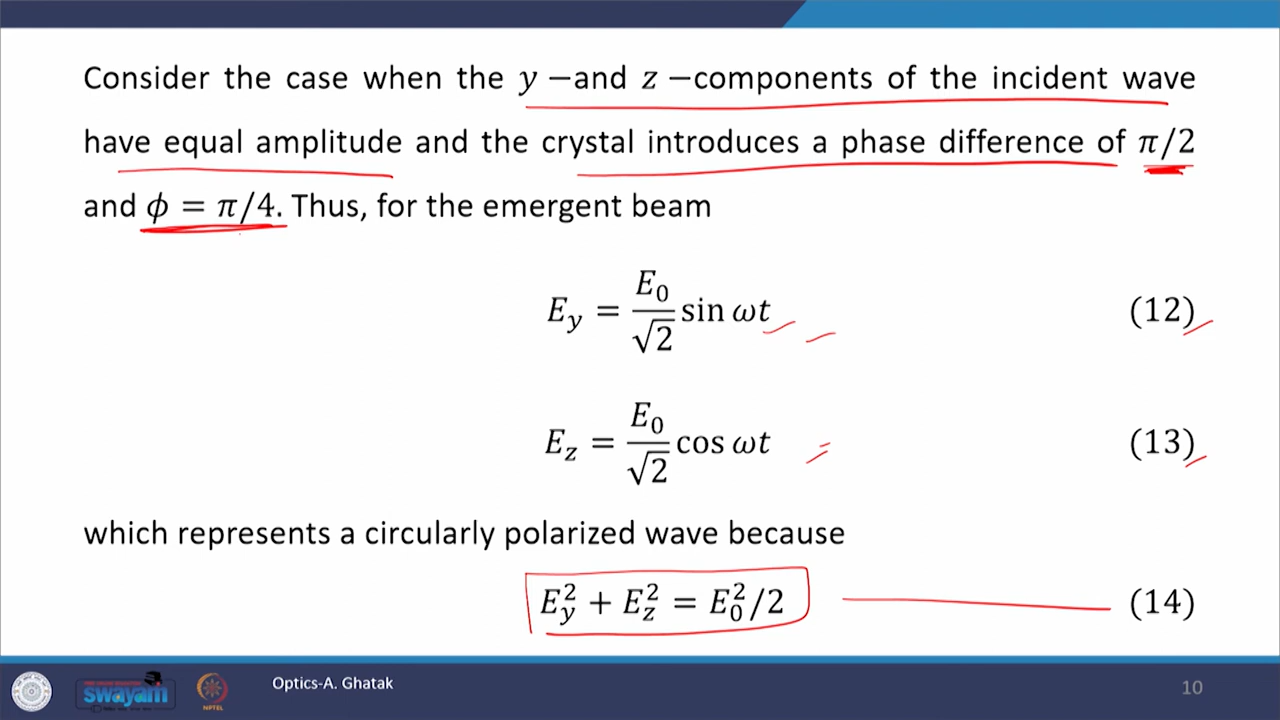 Consider the case when the y −and z −components of the incident wave
have equal amplitude and the crystal introduces a phase difference of π/2
and ϕ = π/4. Thus, for the emergent beam
E_y = E_0/√2 sin ωt (12)
E_z = E_0/√2 cos ωt (13)
which represents a circularly polarized wave because
E_y^2 + E_z^2 = E_0^2/2 (14)
Optics-A. Ghatak
swayam
NPTEL
10